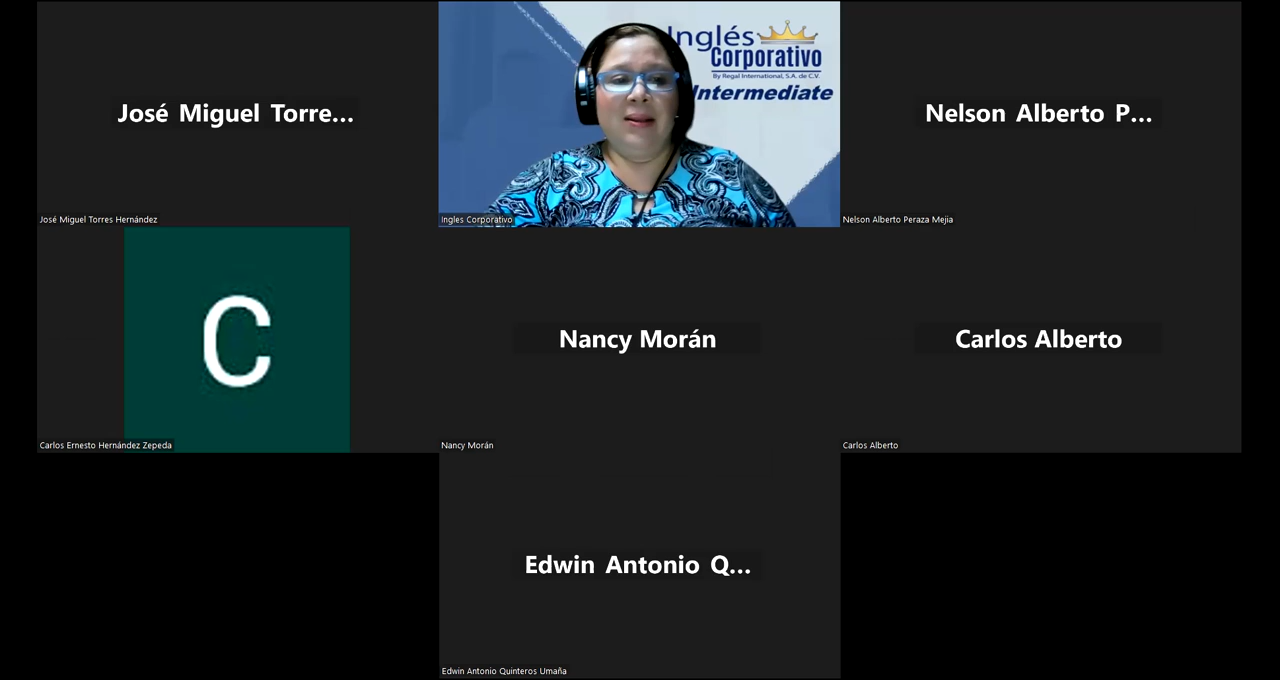 José Miguel Torre...
José Miguel Torres Hernández
Inglés
Corporativo
By Regal International, S.A. de C.V.
Intermediate
Ingles Corporativo
Nelson Alberto P...
Nelson Alberto Peraza Mejia
C
Carlos Ernesto Hernández Zepeda
Nancy Morán
Nancy Morán
Carlos Alberto
Carlos Alberto
Edwin Antonio Q...
Edwin Antonio Quinteros Umaña